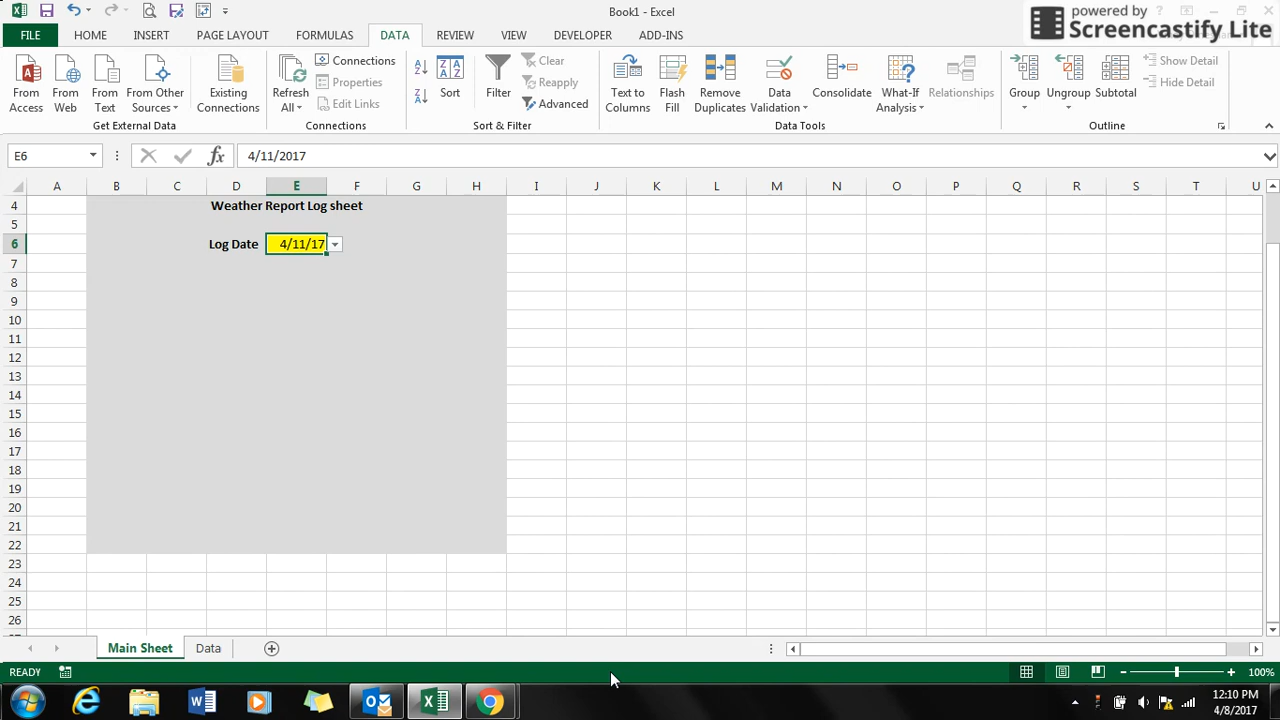 Book1 - Excel
powered by
Screencastify Lite
FILE HOME INSERT PAGE LAYOUT FORMULAS DATA REVIEW VIEW DEVELOPER ADD-INS
From Access
From Web
From Text
From Other Sources
Existing Connections
Get External Data
Refresh All
Connections
Properties
Edit Links
Connections
Sort
Filter
Clear
Reapply
Advanced
Sort & Filter
Text to Columns
Flash Fill
Remove Duplicates
Data Validation
Consolidate
What-If Analysis
Relationships
Data Tools
Group
Ungroup
Subtotal
Show Detail
Hide Detail
Outline
E6 fx 4/11/2017
A B C D E F G H I J K L M N O P Q R S T U
4 Weather Report Log sheet
5
6 Log Date 4/11/17
7
8
9
10
11
12
13
14
15
16
17
18
19
20
21
22
23
24
25
26
Main Sheet Data
READY 100%
12:10 PM
4/8/2017